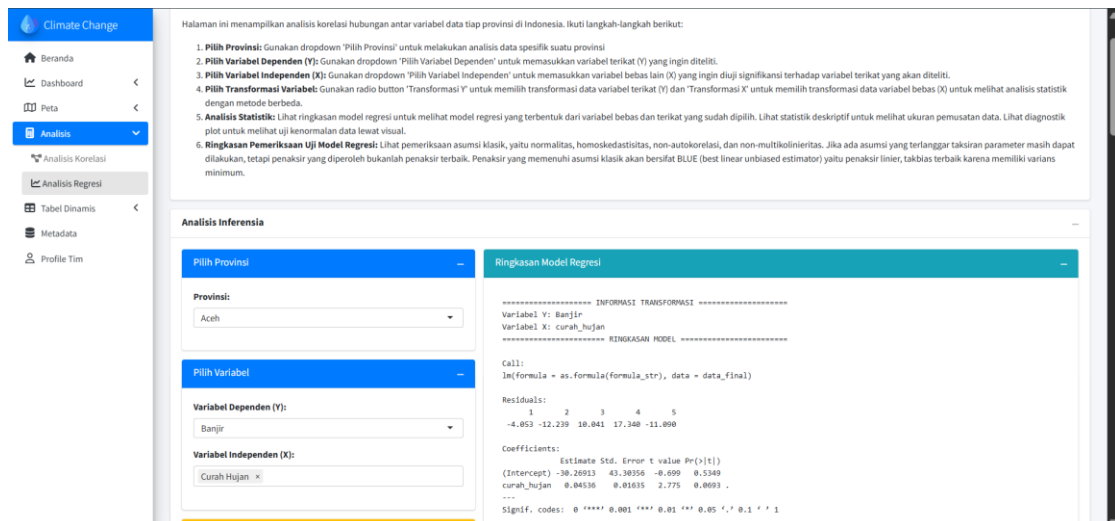 Climate Change
Beranda
Dashboard
Peta
Analisis
Analisis Korelasi
Analisis Regresi
Tabel Dinamis
Metadata
Profile Tim
Halaman ini menampilkan analisis korelasi hubungan antar variabel data tiap provinsi di Indonesia. Ikuti langkah-langkah berikut:
1. Pilih Provinsi: Gunakan dropdown 'Pilih Provinsi' untuk melakukan analisis data spesifik suatu provinsi
2. Pilih Variabel Dependen (Y): Gunakan dropdown 'Pilih Variabel Dependen' untuk memasukkan variabel terikat (Y) yang ingin diteliti.
3. Pilih Variabel Independen (X): Gunakan dropdown 'Pilih Variabel Independen' untuk memasukkan variabel bebas lain (X) yang ingin diuji signifikansi terhadap variabel terikat yang akan diteliti.
4. Pilih Transformasi Variabel: Gunakan radio button 'Transformasi Y' untuk memilih transformasi data variabel terikat (Y) dan 'Transformasi X' untuk memilih transformasi data variabel bebas (X) untuk melihat analisis statistik
dengan metode berbeda.
5. Analisis Statistik: Lihat ringkasan model regresi untuk melihat model regresi yang terbentuk dari variabel bebas dan terikat yang sudah dipilih. Lihat statistik deskriptif untuk melihat ukuran pemusatan data. Lihat diagnostik
plot untuk melihat uji kenormalan data lewat visual.
6. Ringkasan Pemeriksaan Uji Model Regresi: Lihat pemeriksaan asumsi klasik, yaitu normalitas, homoskedastisitas, non-autokorelasi, dan non-multikolinieritas. Jika ada asumsi yang terlanggar taksiran parameter masih dapat
dilakukan, tetapi penaksir yang diperoleh bukanlah penaksir terbaik. Penaksir yang memenuhi asumsi klasik akan bersifat BLUE (best linear unbiased estimator) yaitu penaksir linier, takbias terbaik karena memiliki varians
minimum.
Analisis Inferensia
Pilih Provinsi
Provinsi:
Aceh
Pilih Variabel
Variabel Dependen (Y):
Banjir
Variabel Independen (X):
Curah Hujan ×
Ringkasan Model Regresi
==================== INFORMASI TRANSFORMASI ====================
Variabel Y: Banjir
Variabel X: curah_hujan
======================= RINGKASAN MODEL ========================
Call:
lm(formula = as.formula(formula_str), data = data_final)
Residuals:
1 2 3 4 5
-4.053 -12.239 10.041 17.340 -11.090
Coefficients:
Estimate Std. Error t value Pr(>|t|)
(Intercept) -30.26913 43.30356 -0.699 0.5349
curah_hujan 0.04536 0.01635 2.775 0.0693 .
---
Signif. codes: 0 '***' 0.001 '**' 0.01 '*' 0.05 '.' 0.1 ' ' 1